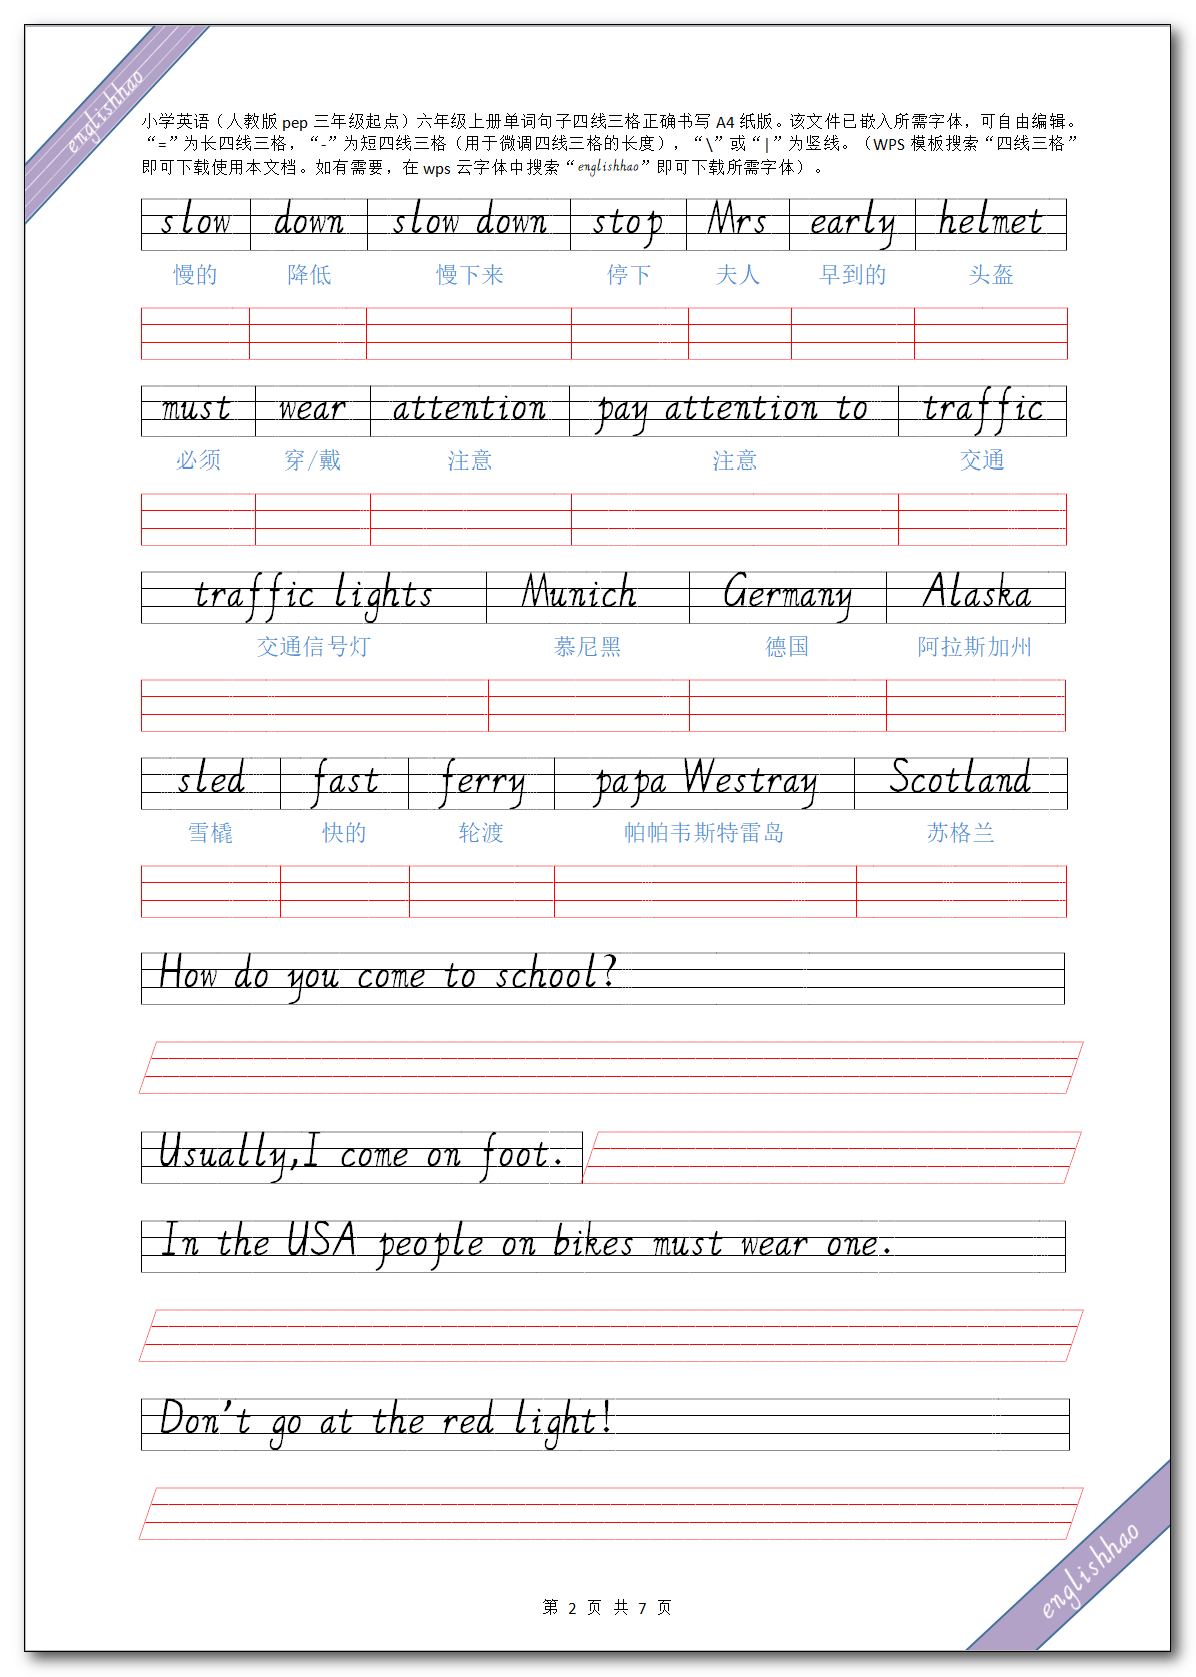 englishhao
小学英语（人教版 pep 三年级起点）六年级上册单词句子四线三格正确书写 A4 纸版。该文件已嵌入所需字体，可自由编辑。
“=”为长四线三格，“-”为短四线三格（用于微调四线三格的长度），“\”或“|”为竖线。（WPS 模板搜索“四线三格”
即可下载使用本文档。如有需要，在 wps 云字体中搜索“englishhao”即可下载所需字体）。
slow down slow down stop Mrs early helmet
慢的 降低 慢下来 停下 夫人 早到的 头盔
must wear attention pay attention to traffic
必须 穿/戴 注意 注意 交通
traffic lights Munich Germany Alaska
交通信号灯 慕尼黑 德国 阿拉斯加州
sled fast ferry papa Westray Scotland
雪橇 快的 轮渡 帕帕韦斯特雷岛 苏格兰
How do you come to school?
Usually,I come on foot.
In the USA people on bikes must wear one.
Don't go at the red light!
englishhao
第 2 页 共 7 页